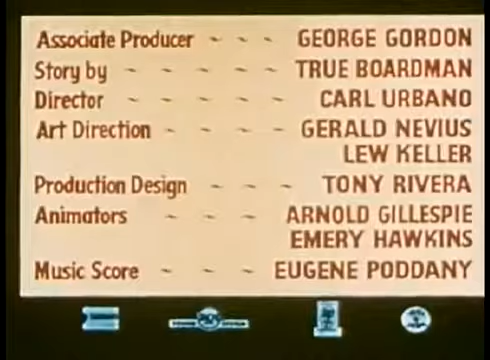 Associate Producer ~ ~ ~ GEORGE GORDON
Story by ~ ~ ~ ~ ~ TRUE BOARDMAN
Director ~ ~ ~ ~ ~ CARL URBANO
Art Direction ~ ~ ~ ~ GERALD NEVIUS
LEW KELLER
Production Design ~ ~ ~ TONY RIVERA
Animators ~ ~ ~ ARNOLD GILLESPIE
EMERY HAWKINS
Music Score ~ ~ ~ EUGENE PODDANY